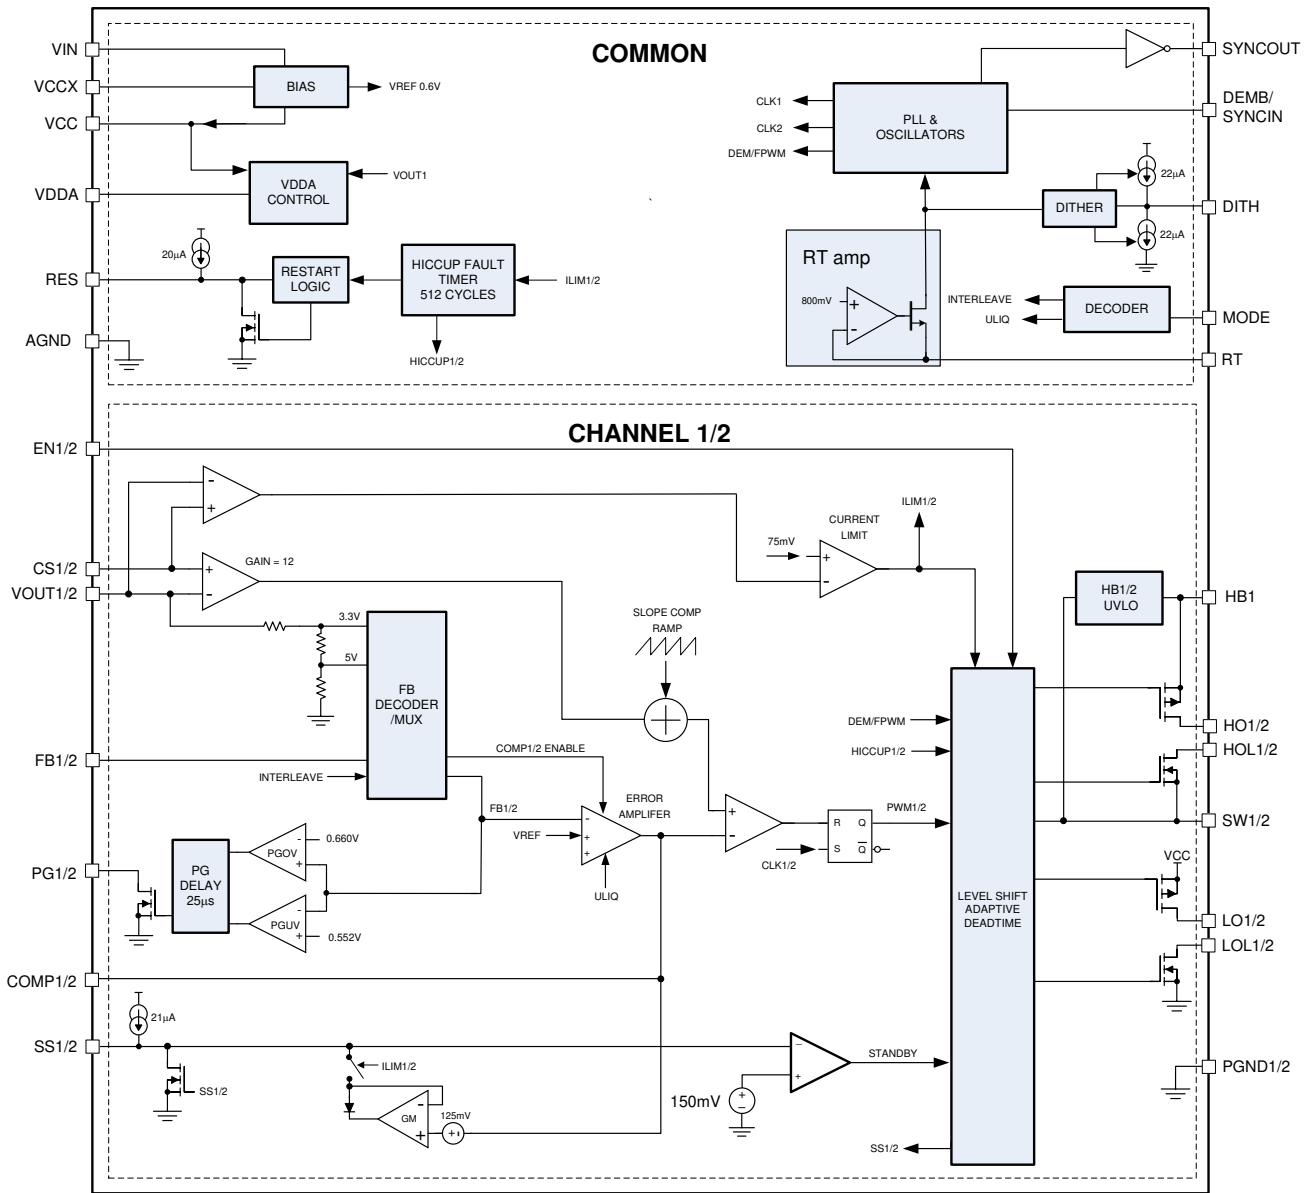 COMMON
VIN
VCCX
VCC
VDDA
RES
AGND
BIAS
VREF 0.6V
VDDA
CONTROL
VOUT1
20µA
RESTART
LOGIC
HICCUP FAULT
TIMER
512 CYCLES
ILIM1/2
HICCUP1/2
CLK1
CLK2
DEM/FPWM
PLL &
OSCILLATORS
SYNCOUT
DEMB/
SYNCIN
22µA
DITHER
DITH
22µA
RT amp
800mV
+
-
INTERLEAVE
ULIQ
DECODER
MODE
RT
CHANNEL 1/2
EN1/2
-
+
CS1/2
VOUT1/2
+
-
GAIN = 12
ILIM1/2
CURRENT
LIMIT
75mV
+
-
HB1/2
UVLO
HB1
3.3V
5V
FB
DECODER
/MUX
SLOPE COMP
RAMP
FB1/2
INTERLEAVE
COMP1/2 ENABLE
FB1/2
ERROR
AMPLIFER
-
+
+
VREF
ULIQ
+
-
R Q
S Q
CLK1/2
PWM1/2
DEM/FPWM
HICCUP1/2
LEVEL SHIFT
ADAPTIVE
DEADTIME
HO1/2
HOL1/2
SW1/2
VCC
LO1/2
LOL1/2
PGND1/2
PG1/2
PG
DELAY
25µs
PGOV
-
+
0.660V
PGUV
-
+
0.552V
COMP1/2
21µA
SS1/2
SS1/2
ILIM1/2
GM
-
+
125mV
+-
150mV
+
-
-
+
STANDBY
SS1/2